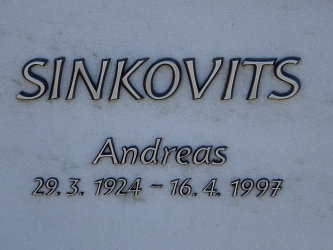 SINKOVITS
Andreas
29. 3. 1924 – 16. 4. 1997